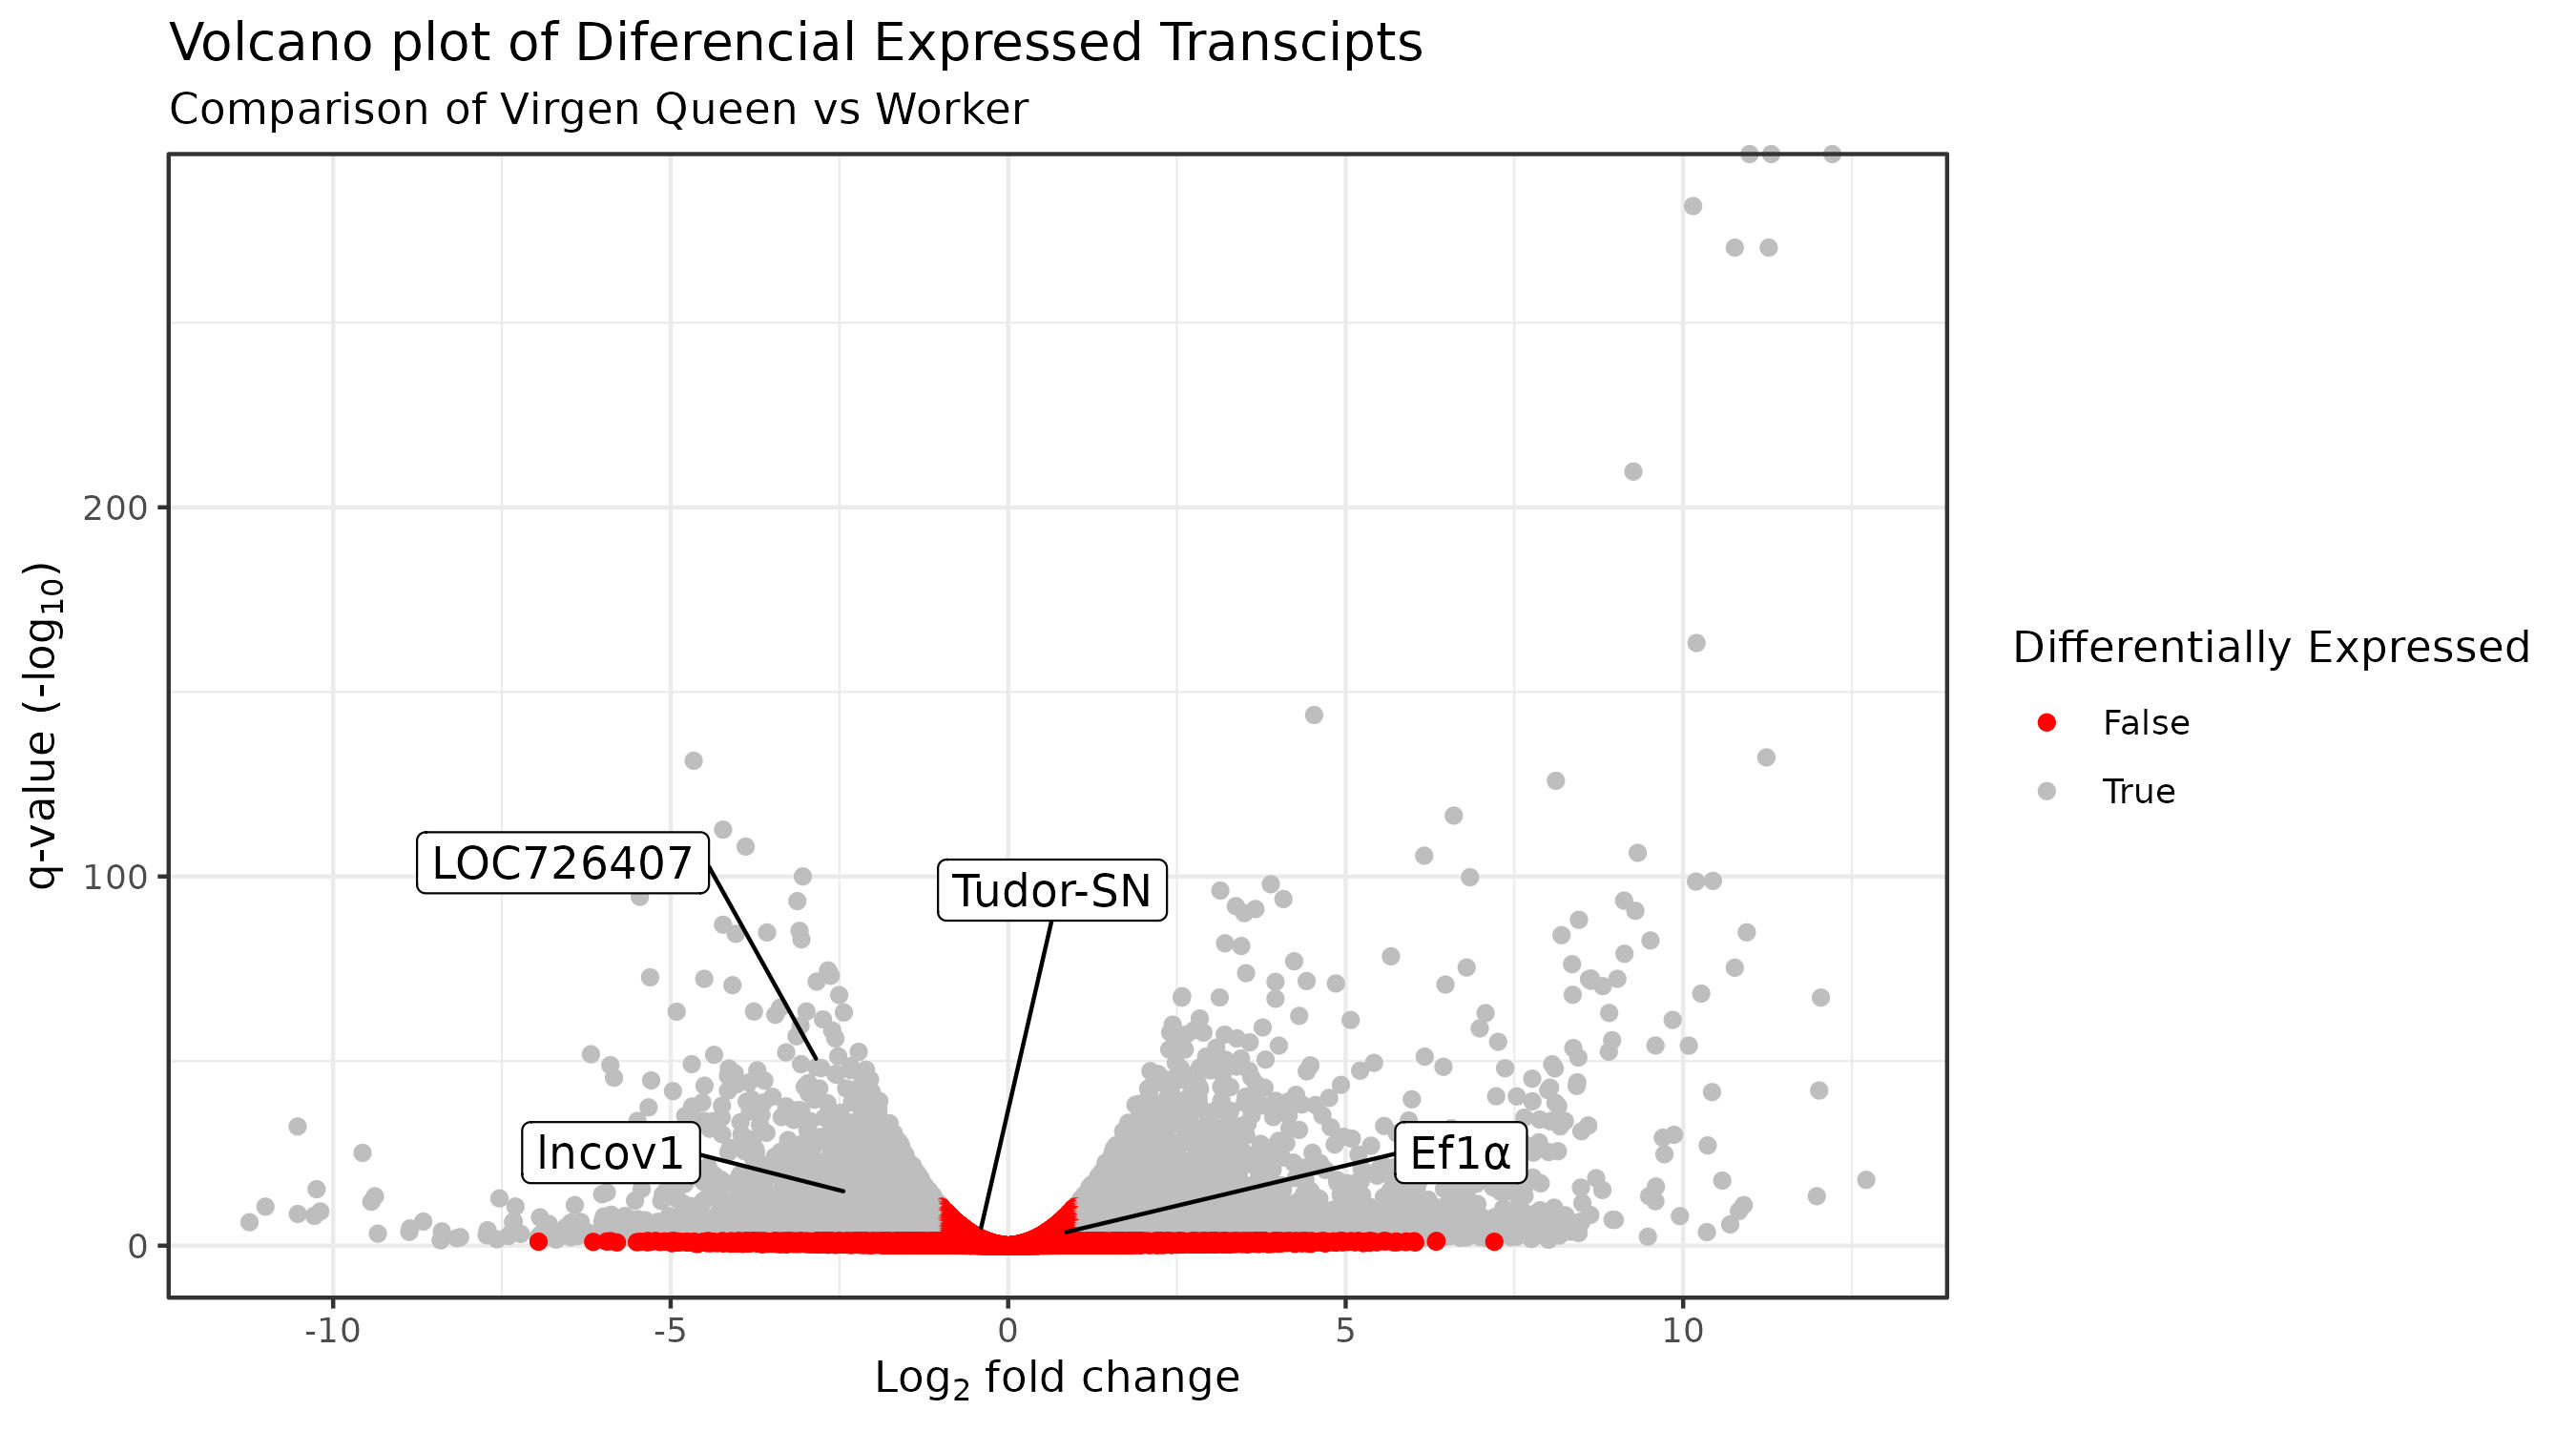 Volcano plot of Diferencial Expressed Transcipts
Comparison of Virgen Queen vs Worker
q-value (-log10)
200
100
0
LOC726407
Tudor-SN
lncov1
Ef1α
-10
-5
0
5
10
Log2 fold change
Differentially Expressed
False
True